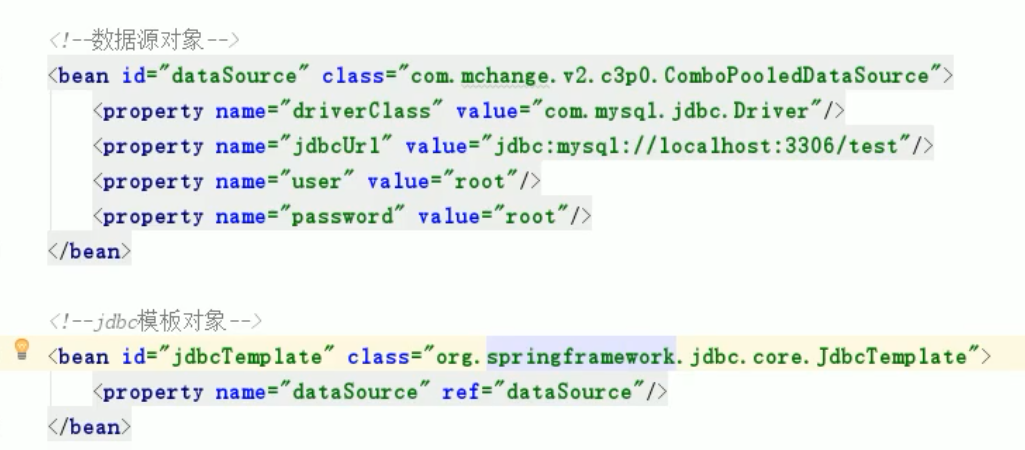 <!--数据源对象-->
<bean id="dataSource" class="com.mchange.v2.c3p0.ComboPooledDataSource">
<property name="driverClass" value="com.mysql.jdbc.Driver"/>
<property name="jdbcUrl" value="jdbc:mysql://localhost:3306/test"/>
<property name="user" value="root"/>
<property name="password" value="root"/>
</bean>
<!--jdbc模板对象-->
<bean id="jdbcTemplate" class="org.springframework.jdbc.core.JdbcTemplate">
<property name="dataSource" ref="dataSource"/>
</bean>